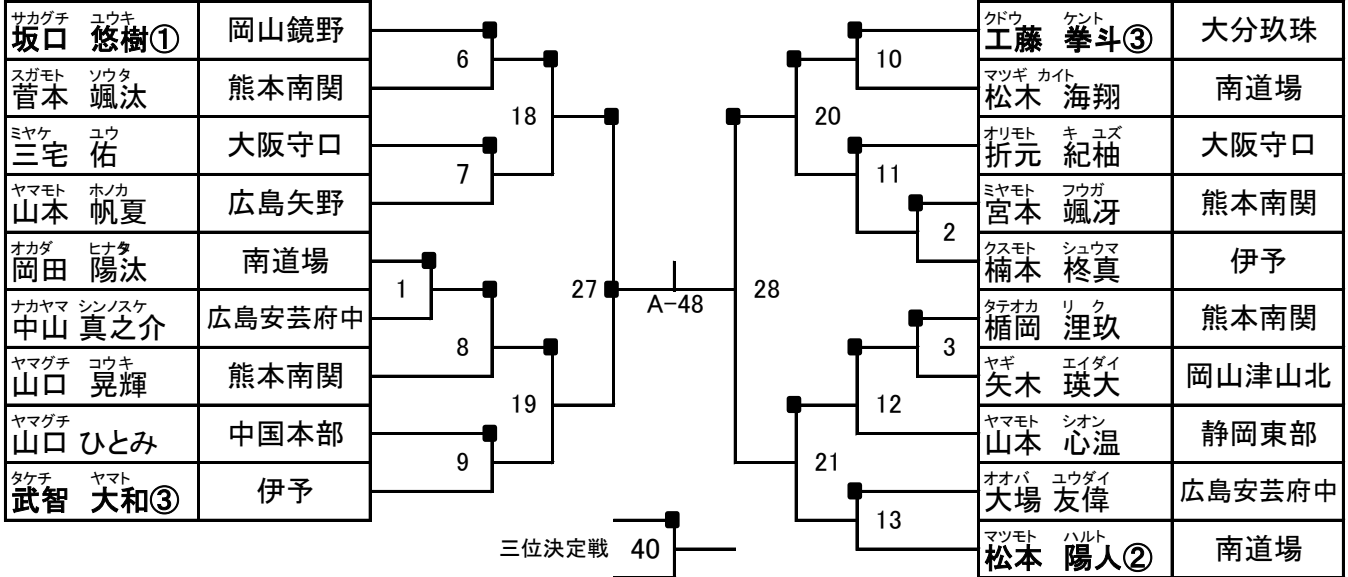 サカグチ ユウキ
坂口 悠樹① 岡山鏡野
スガモト ソウタ
菅本 颯汰 熊本南関
ミヤケ ユウ
三宅 佑 大阪守口
ヤマモト ホノカ
山本 帆夏 広島矢野
オカダ ヒナタ
岡田 陽汰 南道場
ナカヤマ シンノスケ
中山 真之介 広島安芸府中
ヤマグチ コウキ
山口 晃輝 熊本南関
ヤマグチ
山口 ひとみ 中国本部
タケチ ヤマト
武智 大和③ 伊予
6
7
1
8
9
18
19
27
A-48
28
20
21
10
11
2
3
12
13
三位決定戦 40
クドウ ケント
工藤 拳斗③ 大分玖珠
マツギ カイト
松木 海翔 南道場
オリモト キ ユズ
折元 紀柚 大阪守口
ミヤモト フウガ
宮本 颯冴 熊本南関
クスモト シュウマ
楠本 柊真 伊予
タテオカ リ ク
楯岡 浬玖 熊本南関
ヤギ エイダイ
矢木 瑛大 岡山津山北
ヤマモト シオン
山本 心温 静岡東部
オオバ ユウダイ
大場 友偉 広島安芸府中
マツモト ハルト
松本 陽人② 南道場